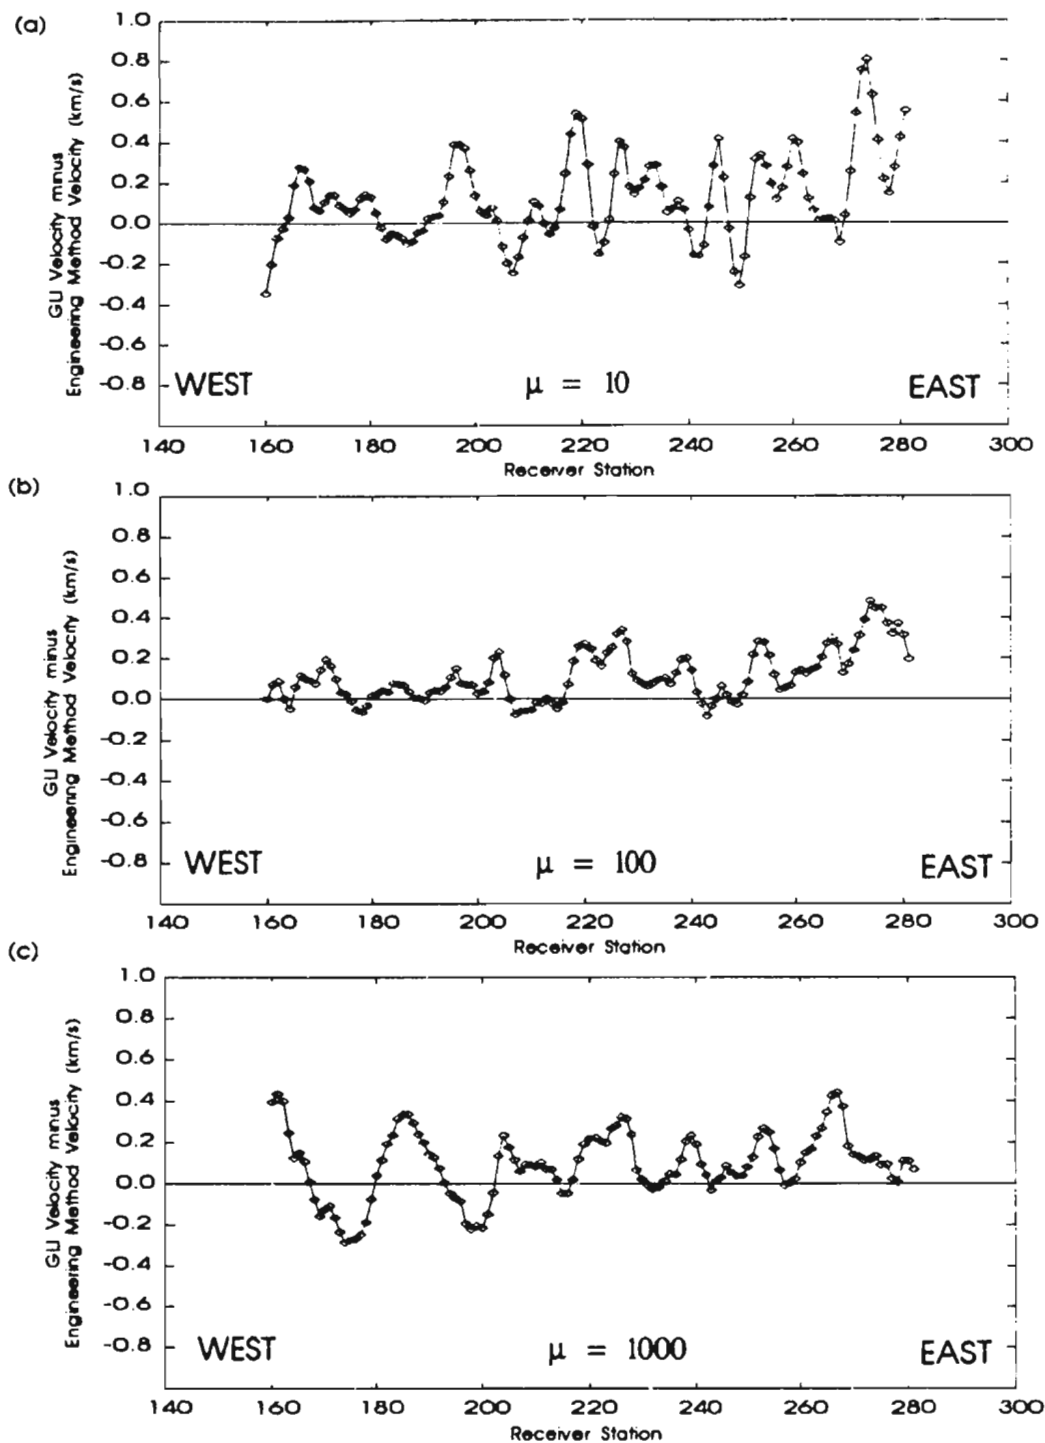 (a)
GLI Velocity minus
Engineering Method Velocity (km/s)
1.0
0.8
0.6
0.4
0.2
0.0
-0.2
-0.4
-0.6
-0.8
WEST
μ = 10
EAST
140 160 180 200 220 240 260 280 300
Receiver Station
(b)
GLI Velocity minus
Engineering Method Velocity (km/s)
1.0
0.8
0.6
0.4
0.2
0.0
-0.2
-0.4
-0.6
-0.8
WEST
μ = 100
EAST
140 160 180 200 220 240 260 280 300
Receiver Station
(c)
GLI Velocity minus
Engineering Method Velocity (km/s)
1.0
0.8
0.6
0.4
0.2
0.0
-0.2
-0.4
-0.6
-0.8
WEST
μ = 1000
EAST
140 160 180 200 220 240 260 280 300
Receiver Station